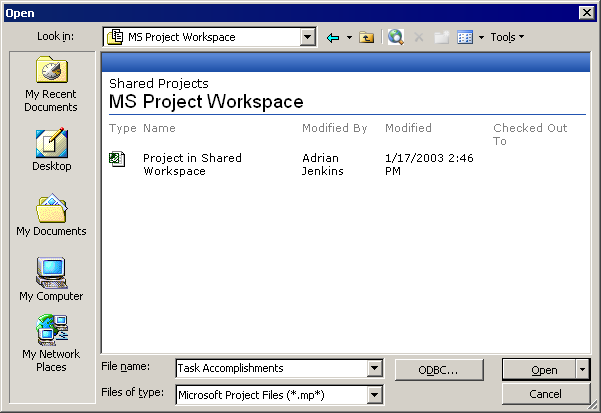 Open
Look in:
MS Project Workspace
Tools
My Recent
Documents
Desktop
My Documents
My Computer
My Network
Places
Shared Projects
MS Project Workspace
Type Name Modified By Modified Checked Out
To
Project in Shared Adrian 1/17/2003 2:46
Workspace Jenkins PM
File name:
Task Accomplishments
ODBC...
Open
Files of type:
Microsoft Project Files (*.mp*)
Cancel